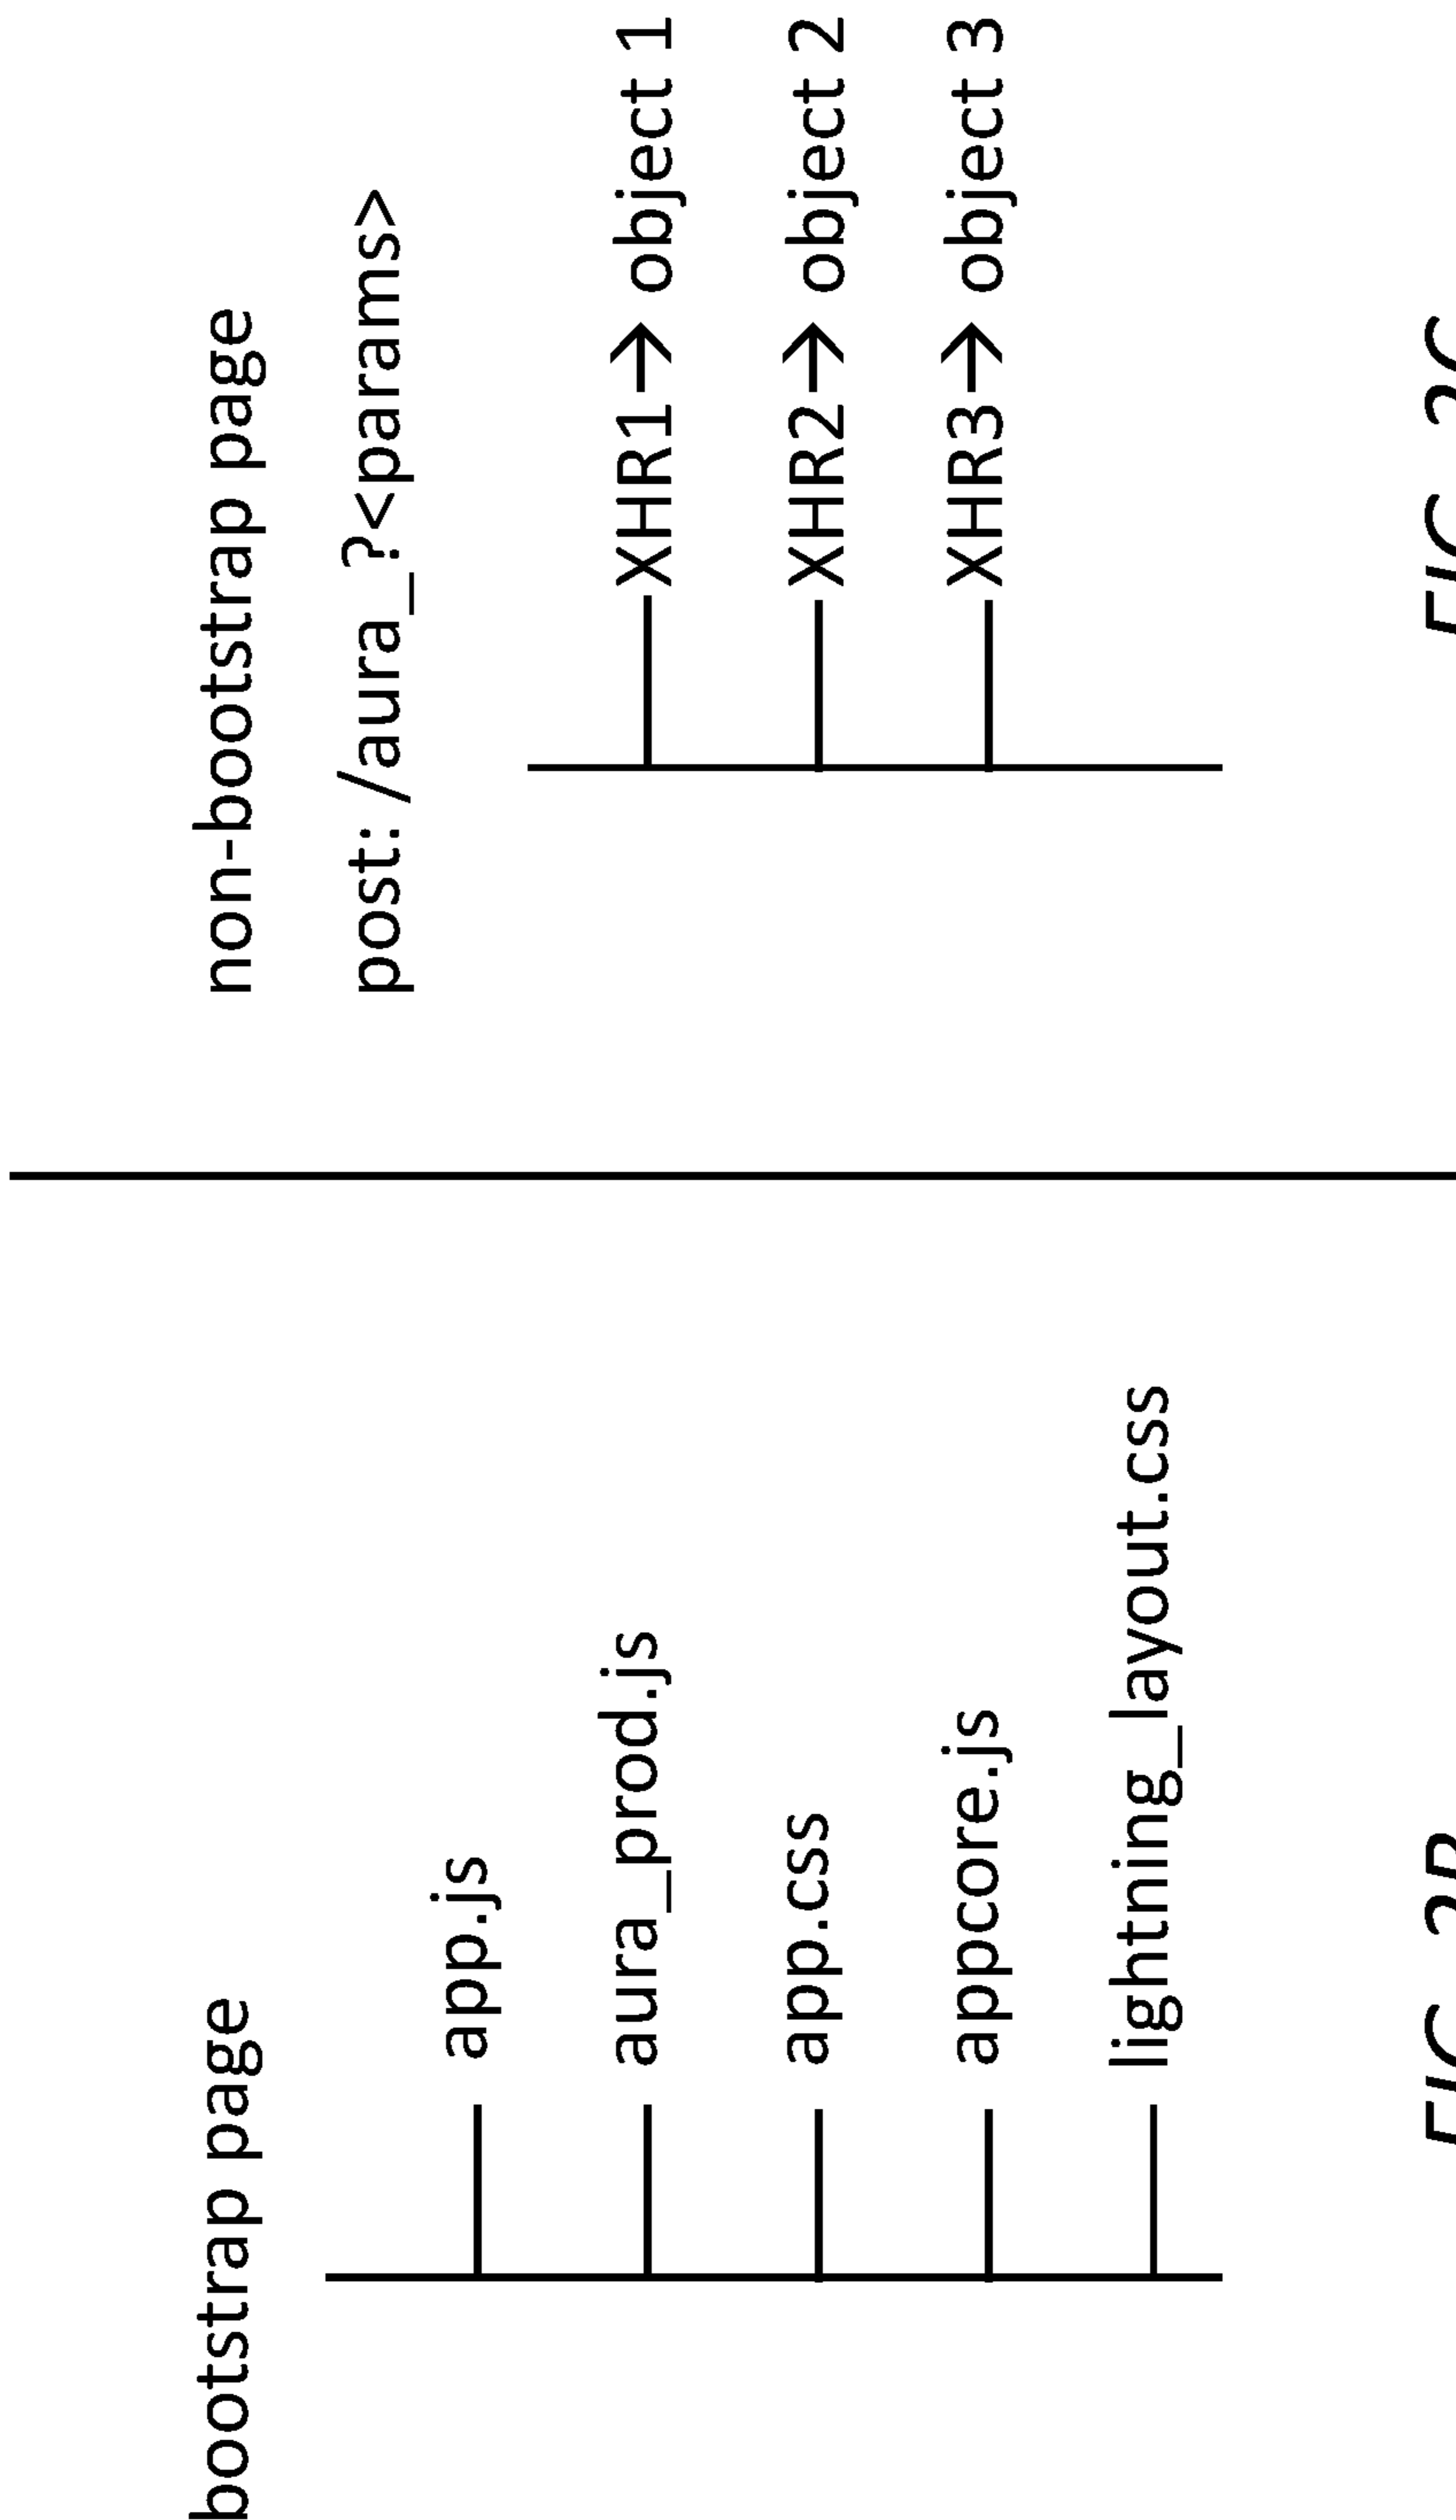 bootstrap page
app.js
aura_prod.js
app.css
appcore.js
lightning_layout.css
non-bootstrap page
post: /aura_?<params>
XHR1→ object 1
XHR2→ object 2
XHR3→ object 3